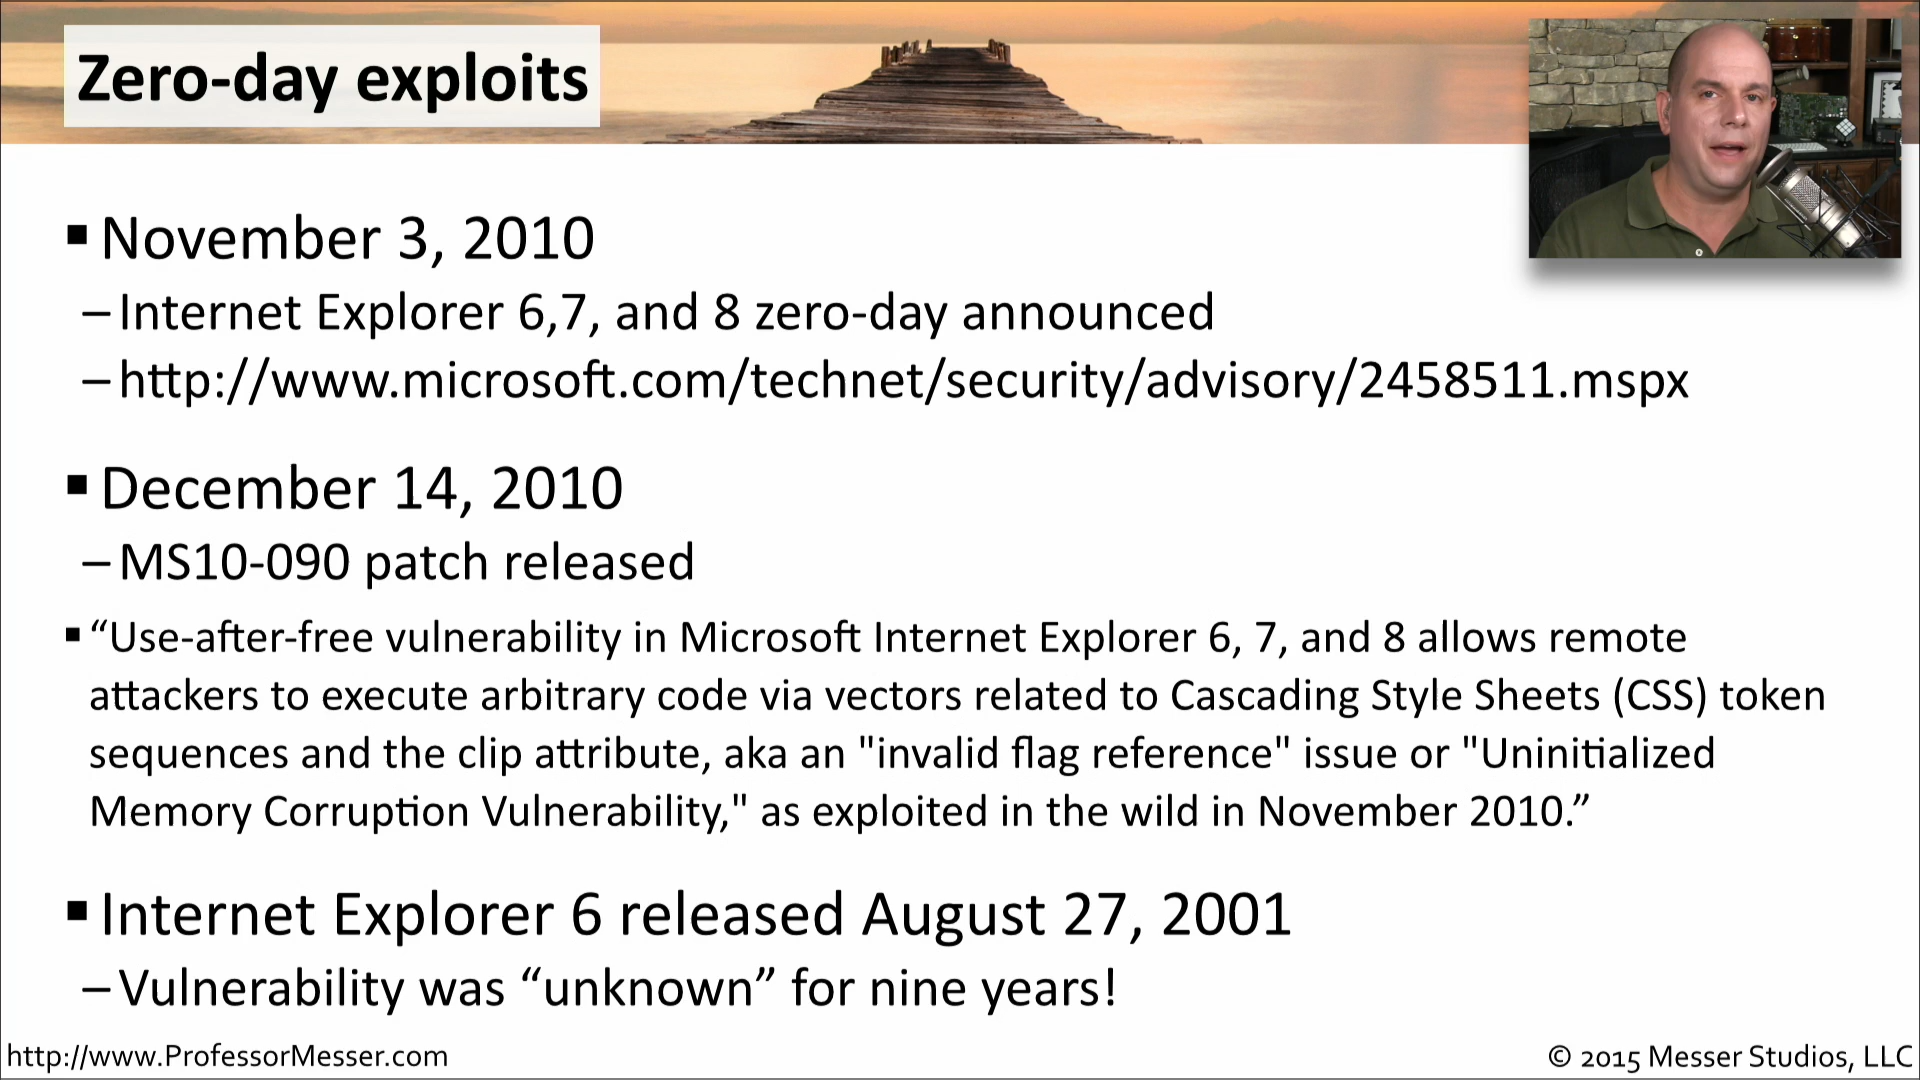 Zero-day exploits
▪ November 3, 2010
– Internet Explorer 6,7, and 8 zero-day announced
– http://www.microsoft.com/technet/security/advisory/2458511.mspx
▪ December 14, 2010
– MS10-090 patch released
▪ “Use-after-free vulnerability in Microsoft Internet Explorer 6, 7, and 8 allows remote
attackers to execute arbitrary code via vectors related to Cascading Style Sheets (CSS) token
sequences and the clip attribute, aka an "invalid flag reference" issue or "Uninitialized
Memory Corruption Vulnerability," as exploited in the wild in November 2010.”
▪ Internet Explorer 6 released August 27, 2001
– Vulnerability was “unknown” for nine years!
http://www.ProfessorMesser.com
© 2015 Messer Studios, LLC